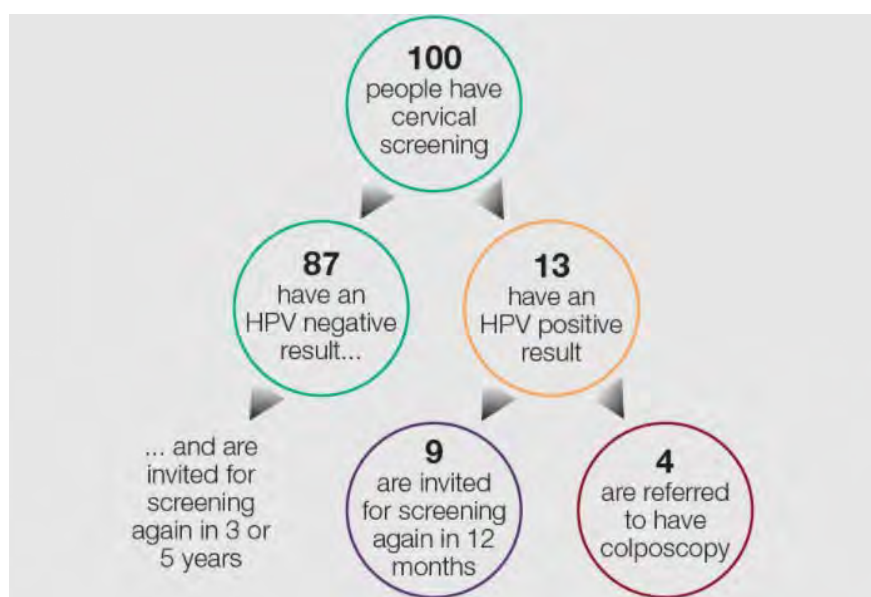 100
people have
cervical
screening
87
have an
HPV negative
result...
13
have an
HPV positive
result
... and are
invited for
screening
again in 3 or
5 years
9
are invited
for screening
again in 12
months
4
are referred
to have
colposcopy